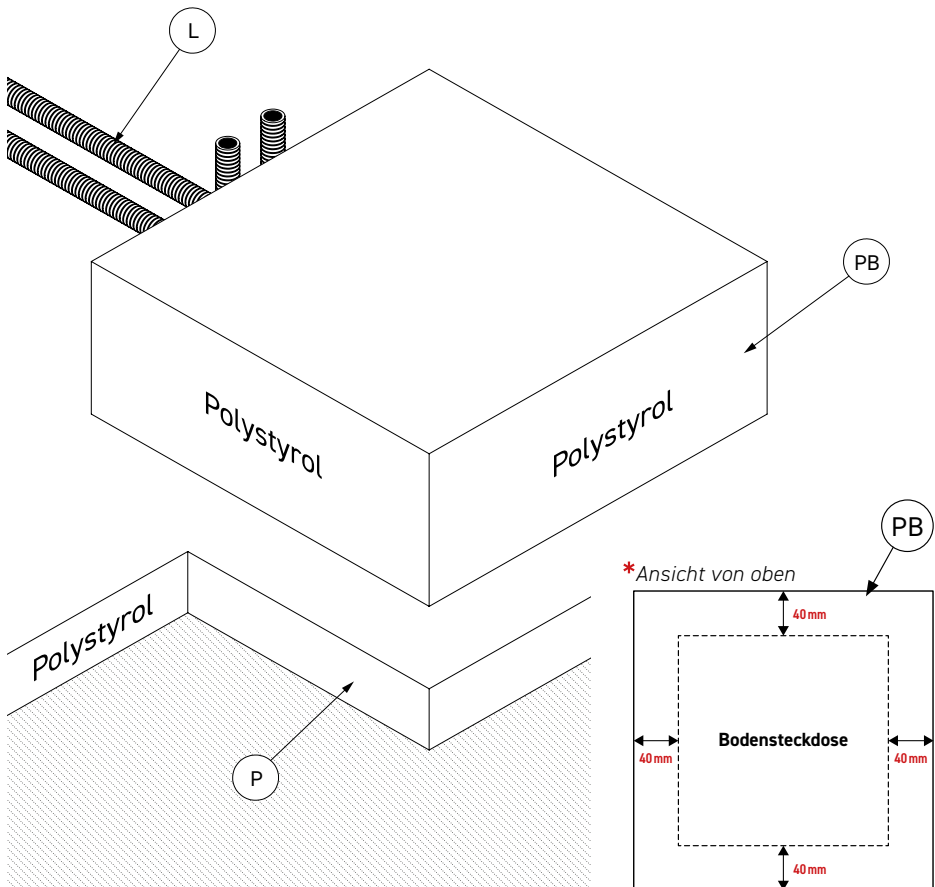 L
PB
Polystyrol
Polystyrol
PB
*Ansicht von oben
40 mm
Polystyrol
Bodensteckdose
40 mm
40 mm
P
40 mm